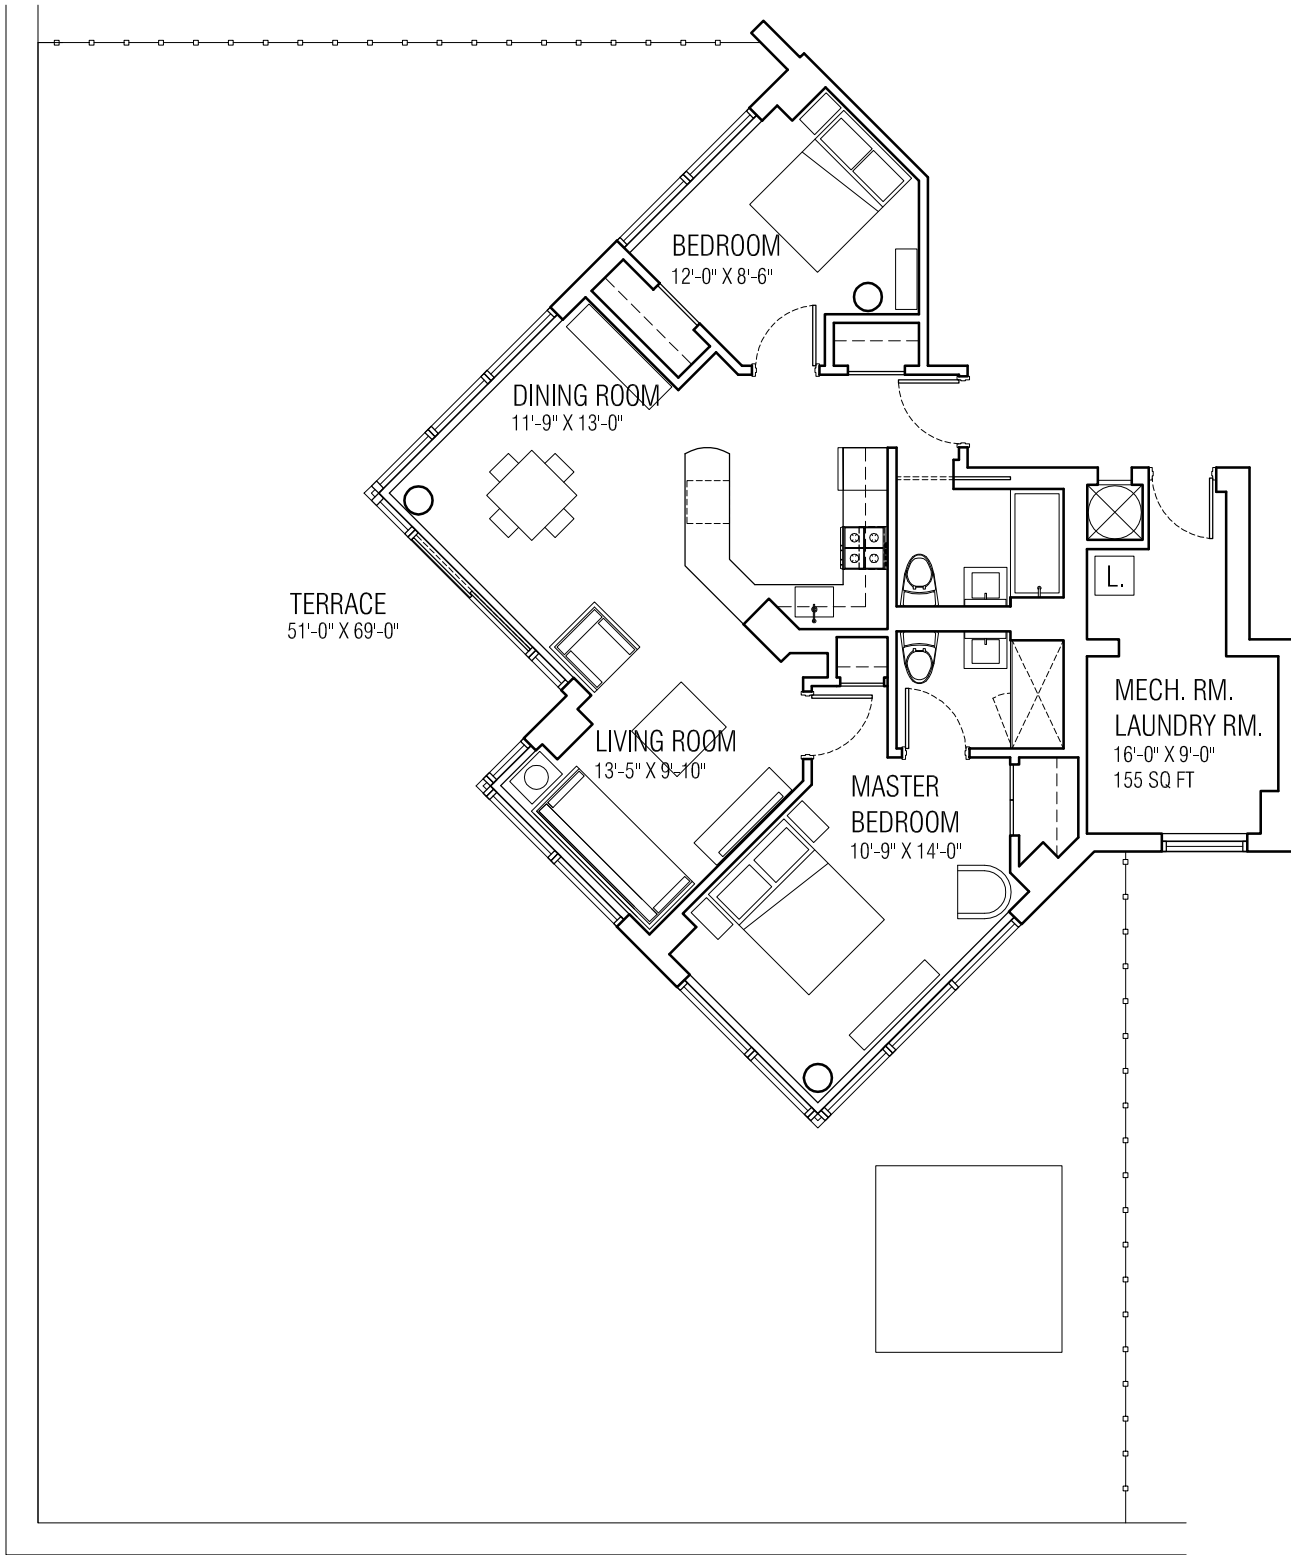 BEDROOM
12'-0" X 8'-6"
DINING ROOM
11'-9" X 13'-0"
TERRACE
51'-0" X 69'-0"
L.
LIVING ROOM
13'-5" X 9'-10"
MECH. RM.
LAUNDRY RM.
16'-0" X 9'-0"
155 SQ FT
MASTER
BEDROOM
10'-9" X 14'-0"